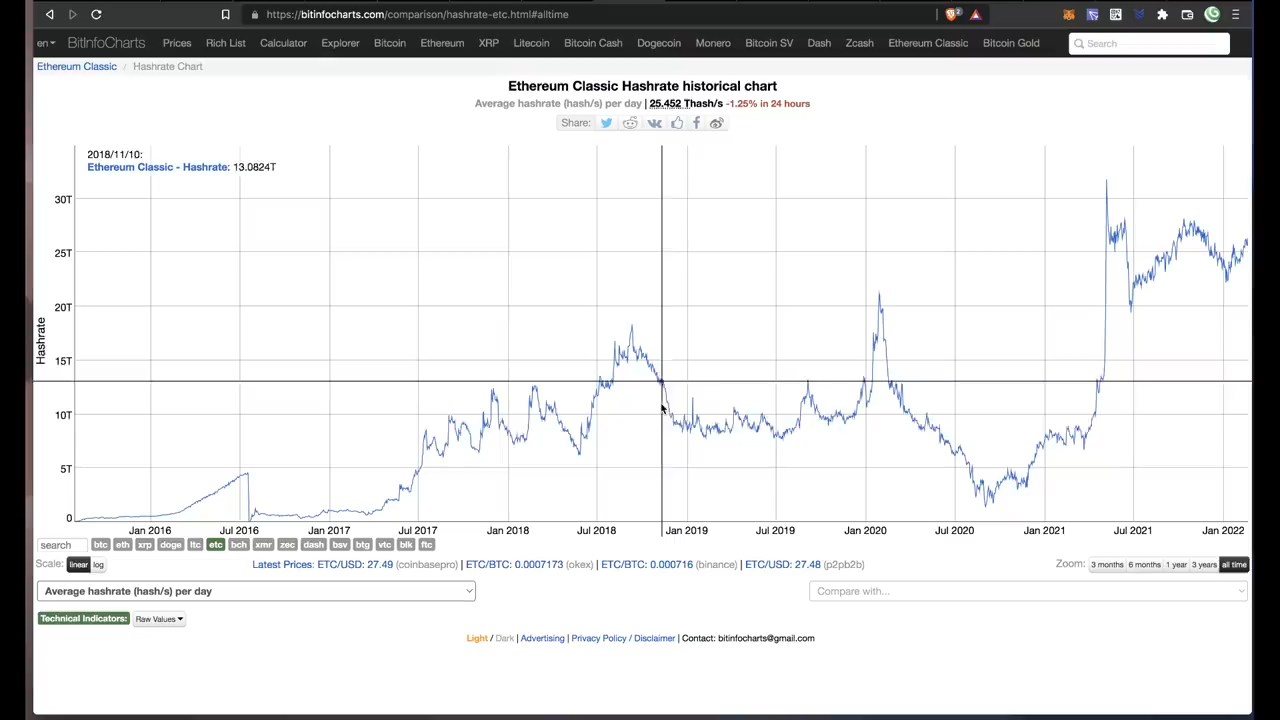 https://bitinfocharts.com/comparison/hashrate-etc.html#alltime
en BitInfoCharts Prices Rich List Calculator Explorer Bitcoin Ethereum XRP Litecoin Bitcoin Cash Dogecoin Monero Bitcoin SV Zcash Ethereum Classic Bitcoin Gold Search
Ethereum Classic / Hashrate Chart
Ethereum Classic Hashrate historical chart
Average hashrate (hash/s) per day | 25.452 Thash/s -1.25% in 24 hours
Share:
2018/11/10:
Ethereum Classic - Hashrate: 13.0824T
30T
25T
20T
15T
10T
5T
0
Hashrate
Jan 2016 Jul 2016 Jan 2017 Jul 2017 Jan 2018 Jul 2018 Jan 2019 Jul 2019 Jan 2020 Jul 2020 Jan 2021 Jul 2021 Jan 2022
search btc eth xrp doge ltc etc bch xmr zec dash bsv btg vtc blk ftc
Scale: linear log Latest Prices: ETC/USD: 27.49 (coinbasepro) | ETC/BTC: 0.0007173 (okex) | ETC/BTC: 0.000716 (binance) | ETC/USD: 27.48 (p2pb2b) Zoom: 3 months 6 months 1 year 3 years all time
Average hashrate (hash/s) per day Compare with...
Technical Indicators: Raw Values
Light / Dark | Advertising | Privacy Policy / Disclaimer | Contact: bitinfocharts@gmail.com